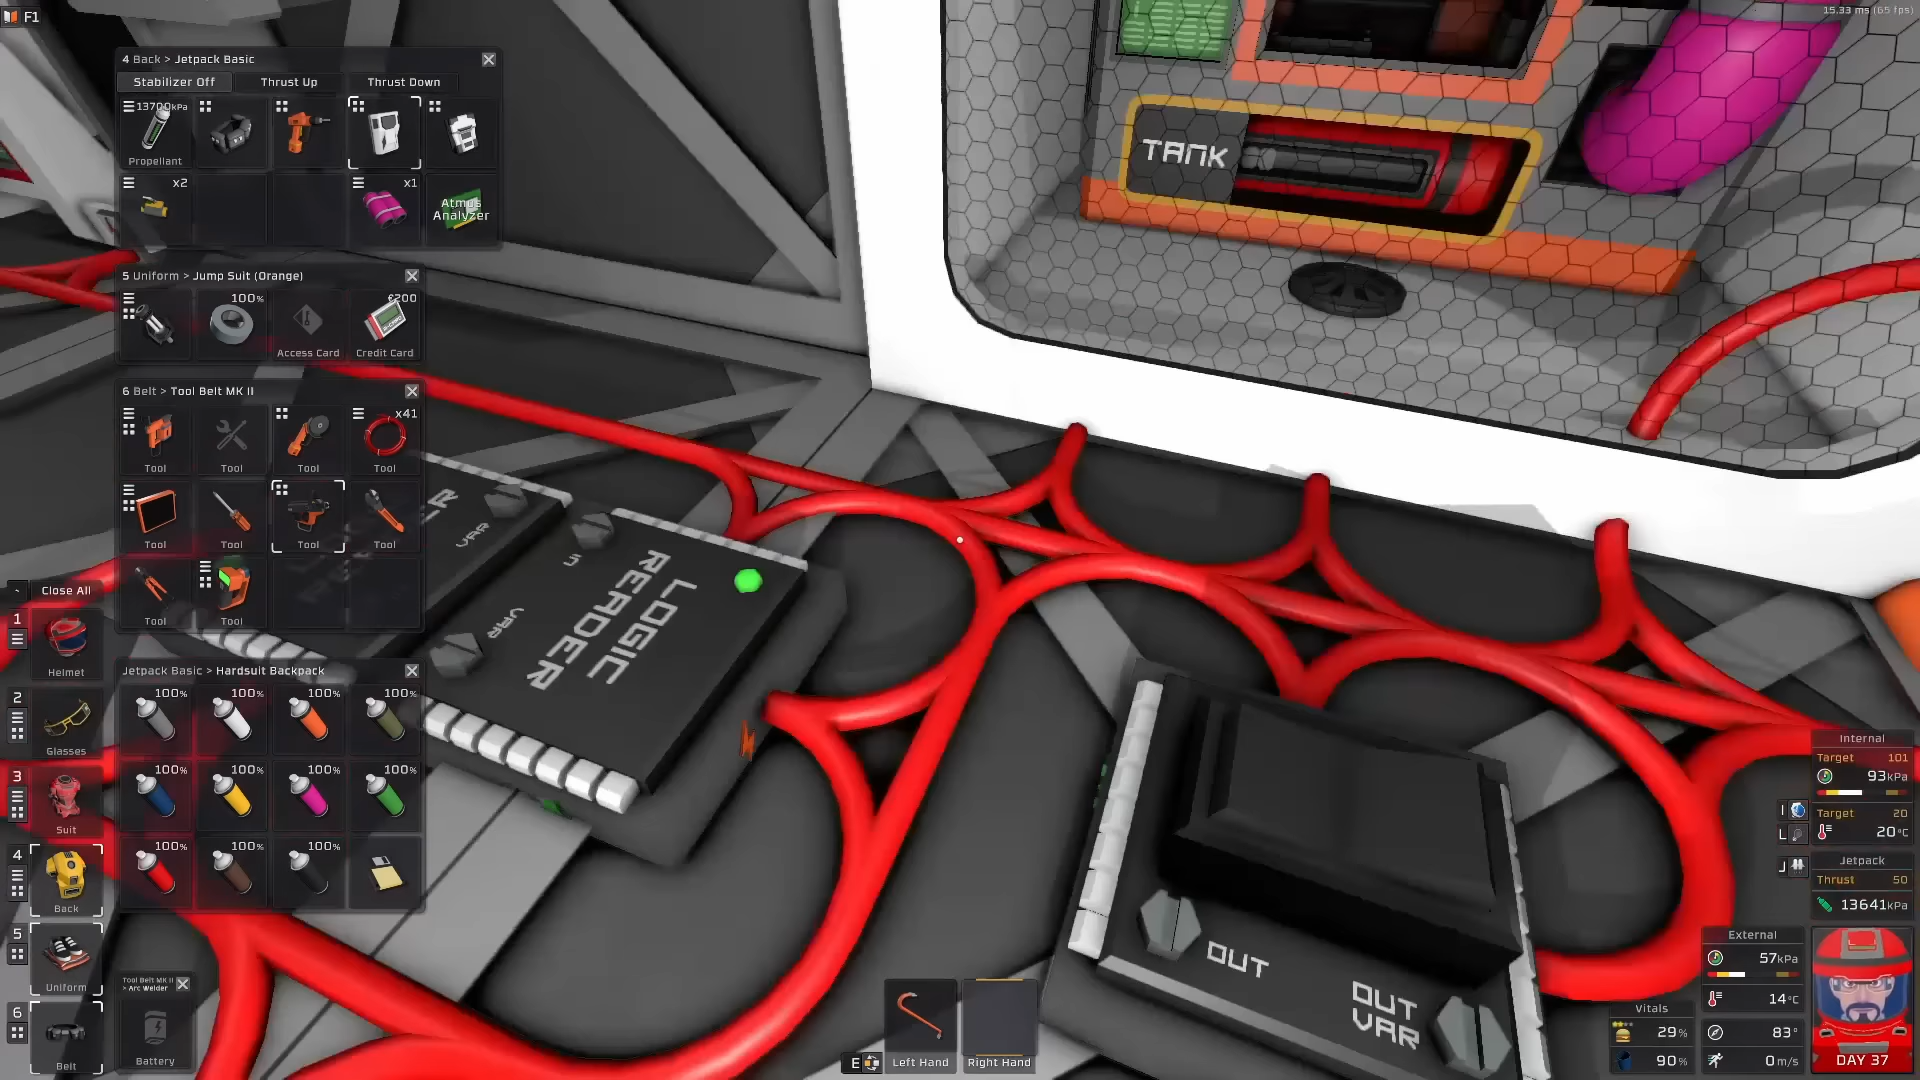 F1
15.33 ms (65 fps)
4 Back > Jetpack Basic
Stabilizer Off
Thrust Up
Thrust Down
13700kPa
Propellant
x2
x1
Atmos
Analyzer
5 Uniform > Jump Suit (Orange)
100%
€200
Access Card
Credit Card
6 Belt > Tool Belt MK II
x41
Tool
Tool
Tool
Tool
Tool
Tool
Tool
Tool
Tool
Tool
Close All
1
Helmet
2
Glasses
3
Suit
4
Back
5
Uniform
6
Belt
Jetpack Basic > Hardsuit Backpack
100%
100%
100%
100%
100%
100%
100%
100%
100%
100%
100%
Tool Belt MK II
> Arc Welder
Battery
TANK
VAR
IN
LOGIC
READER
VAR
OUT
OUT
VAR
E
Left Hand
Right Hand
Internal
Target 101
93kPa
Target 20
20°C
I
L
J
Jetpack
Thrust 50
13641kPa
External
57kPa
14°C
83°
0m/s
Vitals
29%
90%
DAY 37